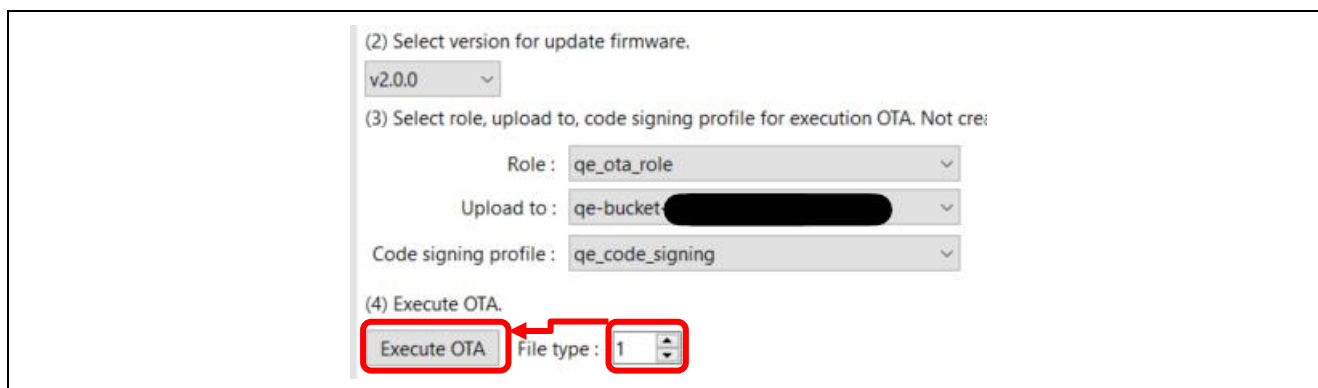 (2) Select version for update firmware.
v2.0.0
(3) Select role, upload to, code signing profile for execution OTA. Not
Role : qe_ota_role
Upload to : qe-bucket-
Code signing profile : qe_code_signing
(4) Execute OTA.
Execute OTA File type : 1